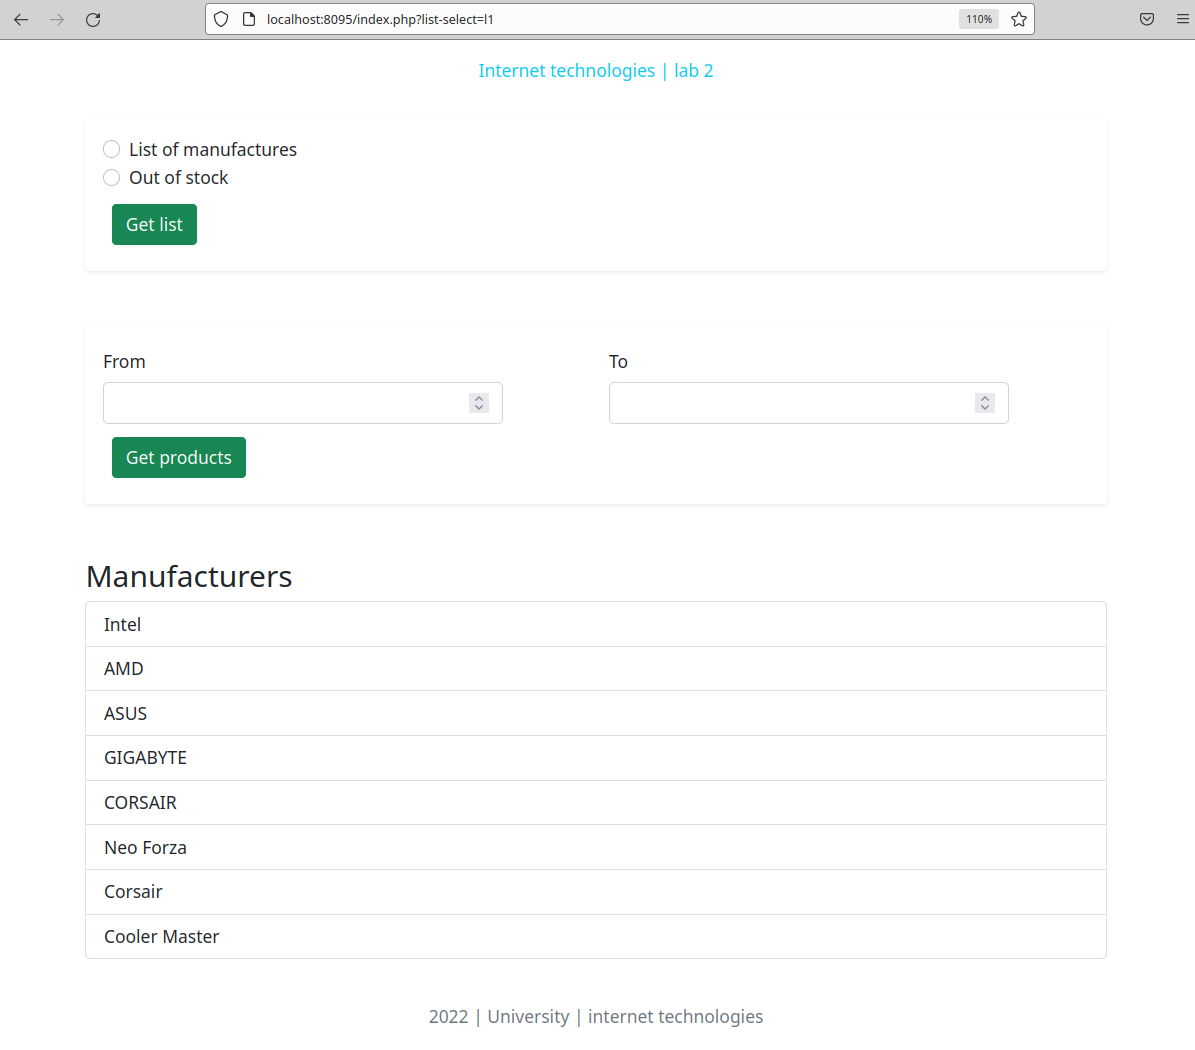 localhost:8095/index.php?list-select=l1
110%
Internet technologies | lab 2
List of manufactures
Out of stock
Get list
From To
Get products
Manufacturers
Intel
AMD
ASUS
GIGABYTE
CORSAIR
Neo Forza
Corsair
Cooler Master
2022 | University | internet technologies